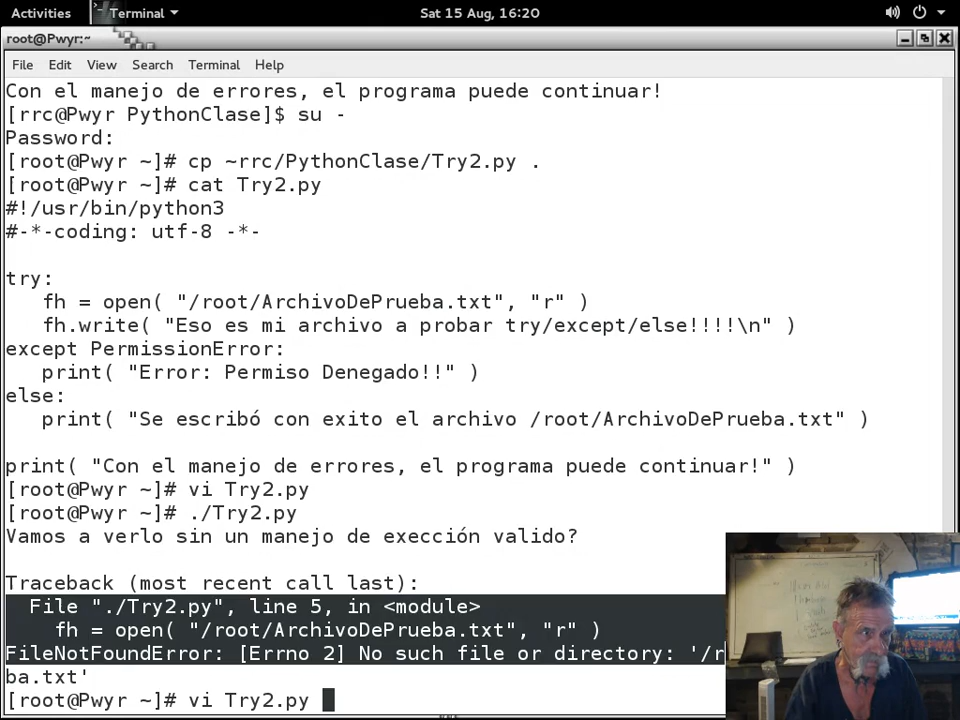 Activities
Terminal
Sat 15 Aug, 16:20
root@Pwyr:~
File Edit View Search Terminal Help
Con el manejo de errores, el programa puede continuar!
[rrc@Pwyr PythonClase]$ su -
Password:
[root@Pwyr ~]# cp ~rrc/PythonClase/Try2.py .
[root@Pwyr ~]# cat Try2.py
#!/usr/bin/python3
#-*-coding: utf-8 -*-
try:
fh = open( "/root/ArchivoDePrueba.txt", "r" )
fh.write( "Eso es mi archivo a probar try/except/else!!!!\n" )
except PermissionError:
print( "Error: Permiso Denegado!!" )
else:
print( "Se escribó con exito el archivo /root/ArchivoDePrueba.txt" )
print( "Con el manejo de errores, el programa puede continuar!" )
[root@Pwyr ~]# vi Try2.py
[root@Pwyr ~]# ./Try2.py
Vamos a verlo sin un manejo de exección valido?
Traceback (most recent call last):
File "./Try2.py", line 5, in <module>
fh = open( "/root/ArchivoDePrueba.txt", "r" )
FileNotFoundError: [Errno 2] No such file or directory: '/r
ba.txt'
[root@Pwyr ~]# vi Try2.py